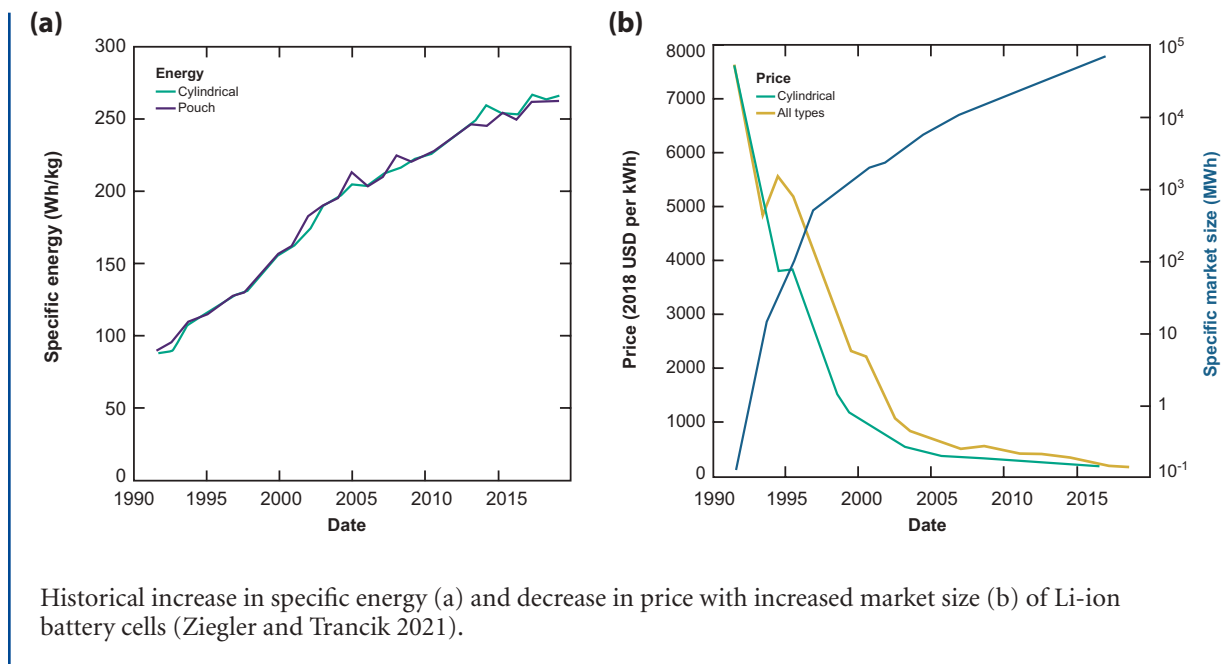 (a)
300
250
200
150
100
50
0
Specific energy (Wh/kg)
Energy
Cylindrical
Pouch
1990 1995 2000 2005 2010 2015
Date
(b)
8000
7000
6000
5000
4000
3000
2000
1000
0
Price (2018 USD per kWh)
Price
Cylindrical
All types
10⁵
10⁴
10³
10²
10
1
10⁻¹
Specific market size (MWh)
1990 1995 2000 2005 2010 2015
Date
Historical increase in specific energy (a) and decrease in price with increased market size (b) of Li-ion
battery cells (Ziegler and Trancik 2021).